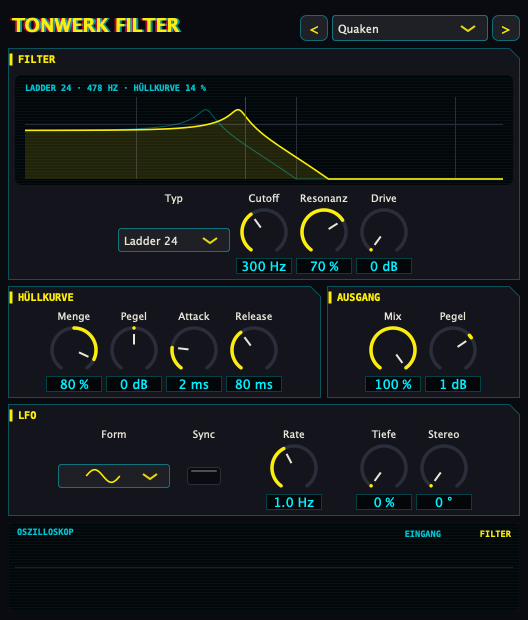 TONWERK FILTER
< Quaken >
FILTER
LADDER 24 · 478 HZ · HÜLLKURVE 14 %
Typ Cutoff Resonanz Drive
Ladder 24
300 Hz 70 % 0 dB
HÜLLKURVE
Menge Pegel Attack Release
80 % 0 dB 2 ms 80 ms
AUSGANG
Mix Pegel
100 % 1 dB
LFO
Form Sync Rate Tiefe Stereo
1.0 Hz 0 % 0 °
OSZILLOSKOP EINGANG FILTER